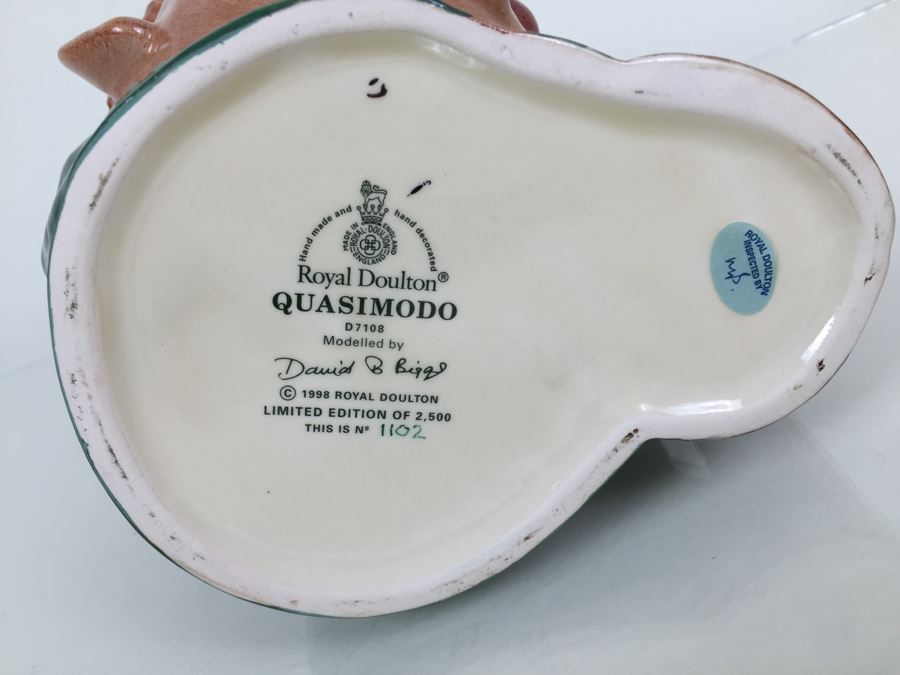 Hand made and hand decorated
MADE IN ENGLAND
ROYAL·DOULTON
ENGLAND
Royal Doulton®
QUASIMODO
D7108
Modelled by
David B Biggs
© 1998 ROYAL DOULTON
LIMITED EDITION OF 2,500
THIS IS Nº 1102
ROYAL DOULTON
INSPECTED BY